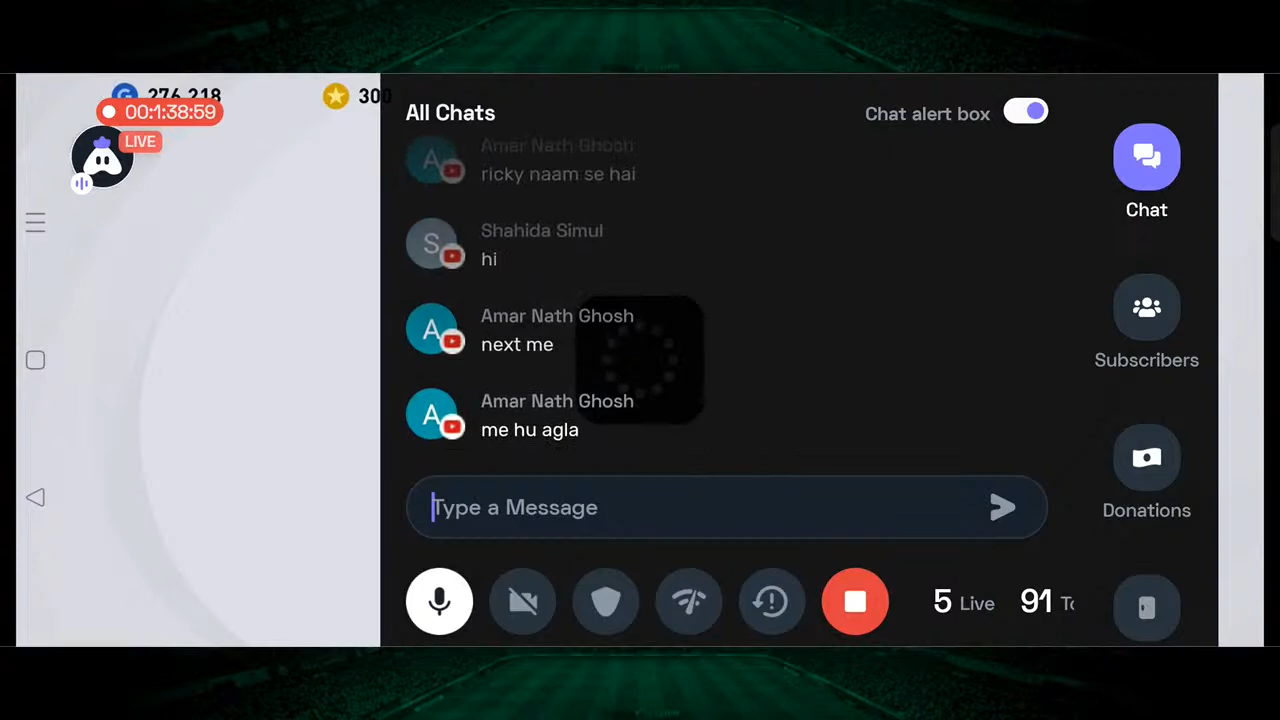 276,218
300
00:1:38:59
LIVE
All Chats
Chat alert box
Amar Nath Ghosh
ricky naam se hai
Shahida Simul
hi
Amar Nath Ghosh
next me
Amar Nath Ghosh
me hu agla
Type a Message
Chat
Subscribers
Donations
5 Live
91